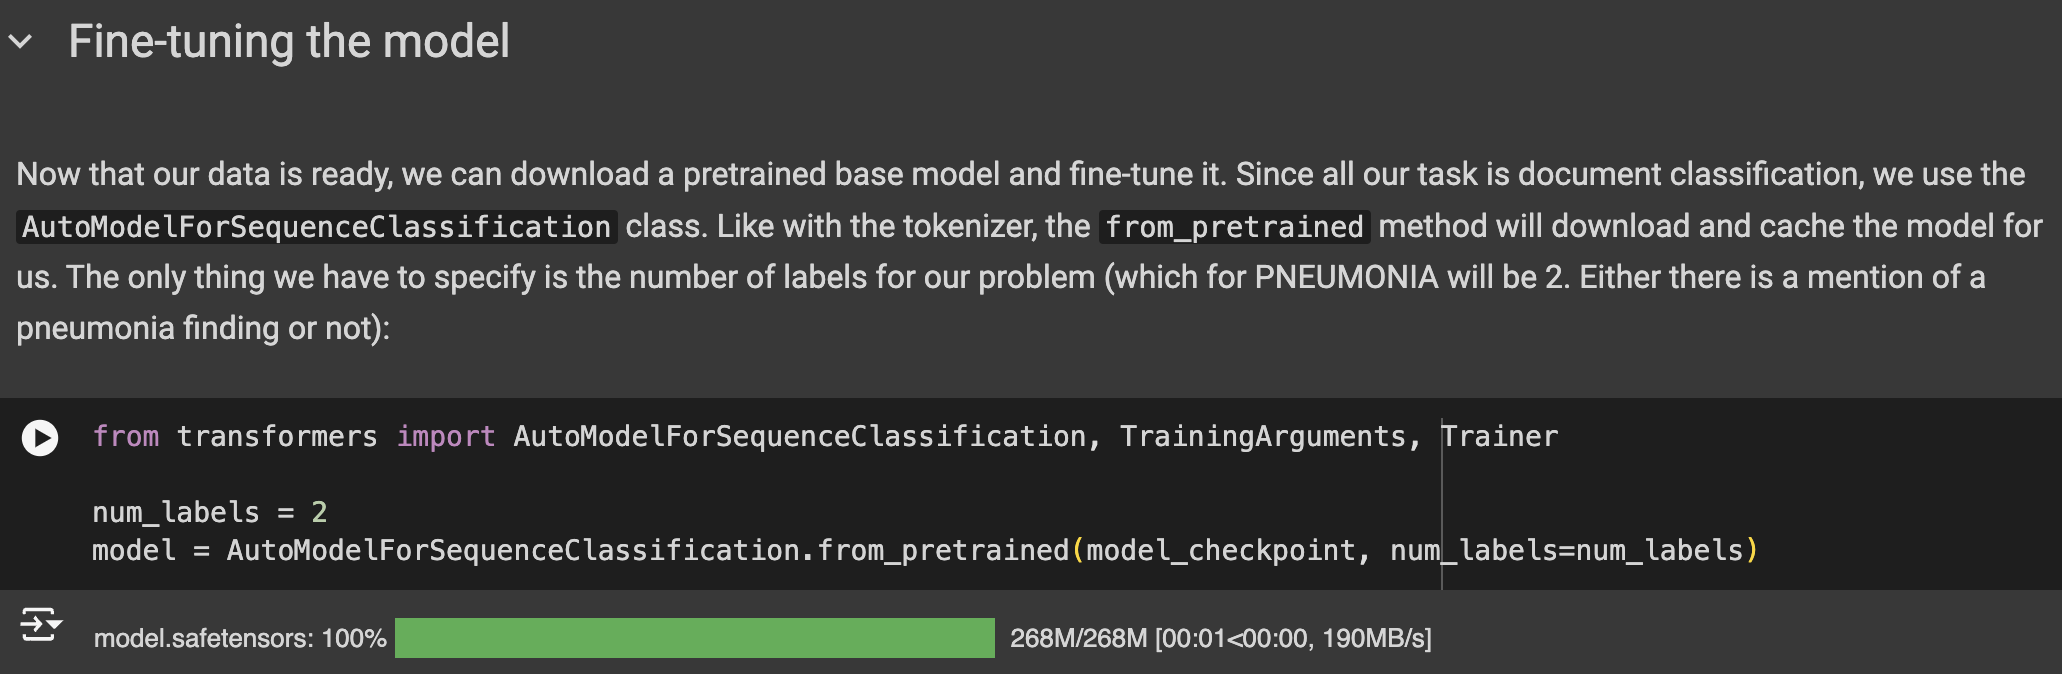 Fine-tuning the model
Now that our data is ready, we can download a pretrained base model and fine-tune it. Since all our task is document classification, we use the
AutoModelForSequenceClassification class. Like with the tokenizer, the from_pretrained method will download and cache the model for
us. The only thing we have to specify is the number of labels for our problem (which for PNEUMONIA will be 2. Either there is a mention of a
pneumonia finding or not):
from transformers import AutoModelForSequenceClassification, TrainingArguments, Trainer
num_labels = 2
model = AutoModelForSequenceClassification.from_pretrained(model_checkpoint, num_labels=num_labels)
model.safetensors: 100% 268M/268M [00:01<00:00, 190MB/s]